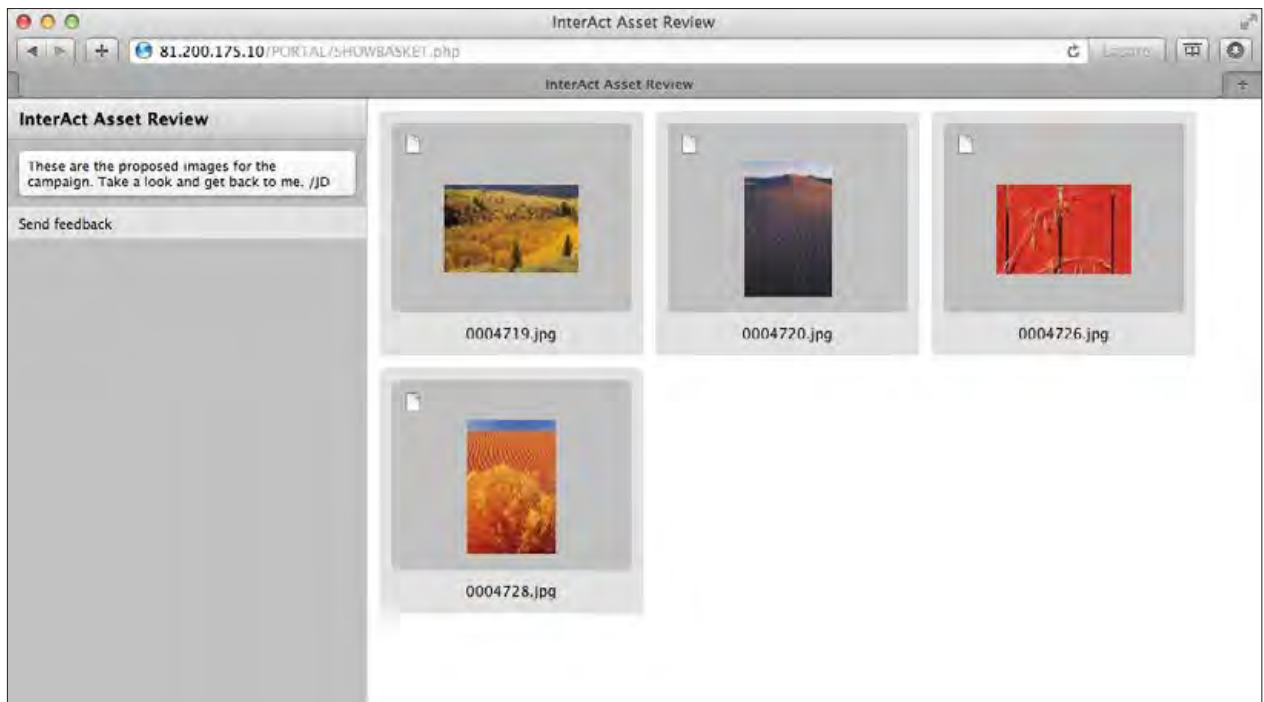 InterAct Asset Review
81.200.175.10/PORTAL/SHOWBASKET.php
InterAct Asset Review
InterAct Asset Review
These are the proposed images for the
campaign. Take a look and get back to me. /JD
Send feedback
0004719.jpg
0004720.jpg
0004726.jpg
0004728.jpg